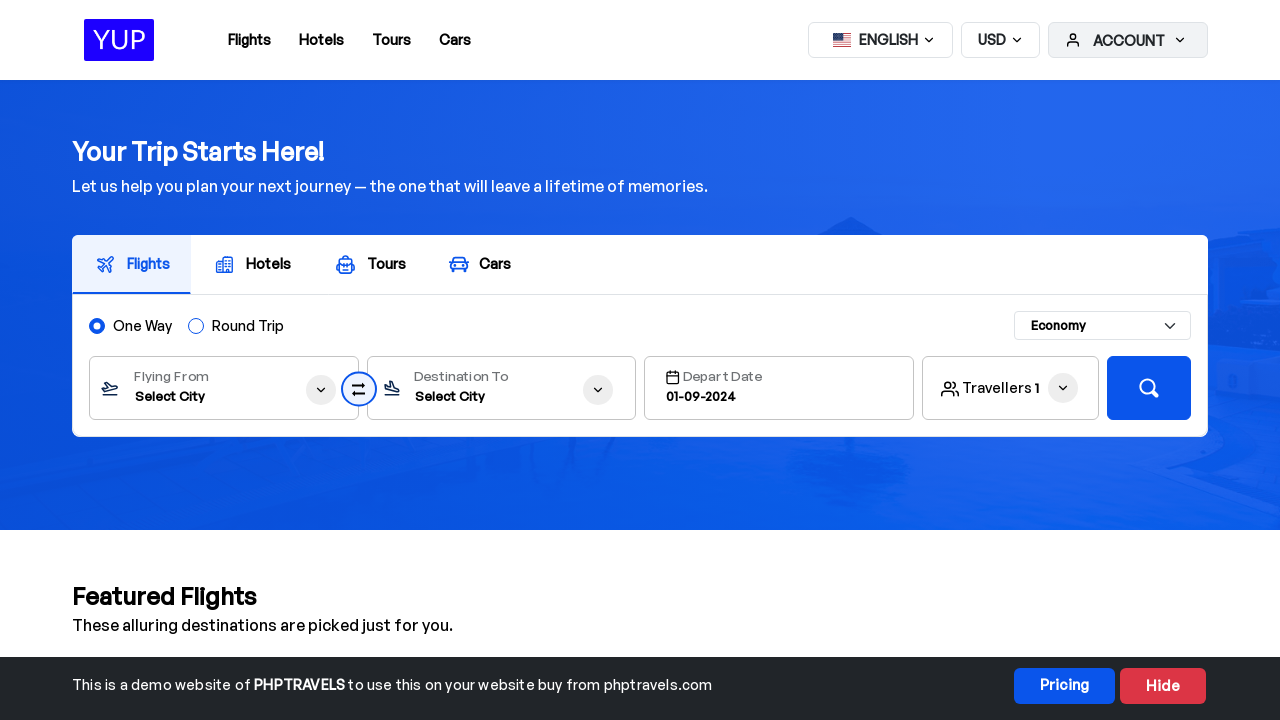 YUP
Flights Hotels Tours Cars
ENGLISH USD ACCOUNT
Your Trip Starts Here!
Let us help you plan your next journey — the one that will leave a lifetime of memories.
Flights Hotels Tours Cars
One Way Round Trip Economy
Flying From Destination To Depart Date
Select City Select City 01-09-2024 Travellers 1
Featured Flights
These alluring destinations are picked just for you.
This is a demo website of PHPTRAVELS to use this on your website buy from phptravels.com Pricing Hide